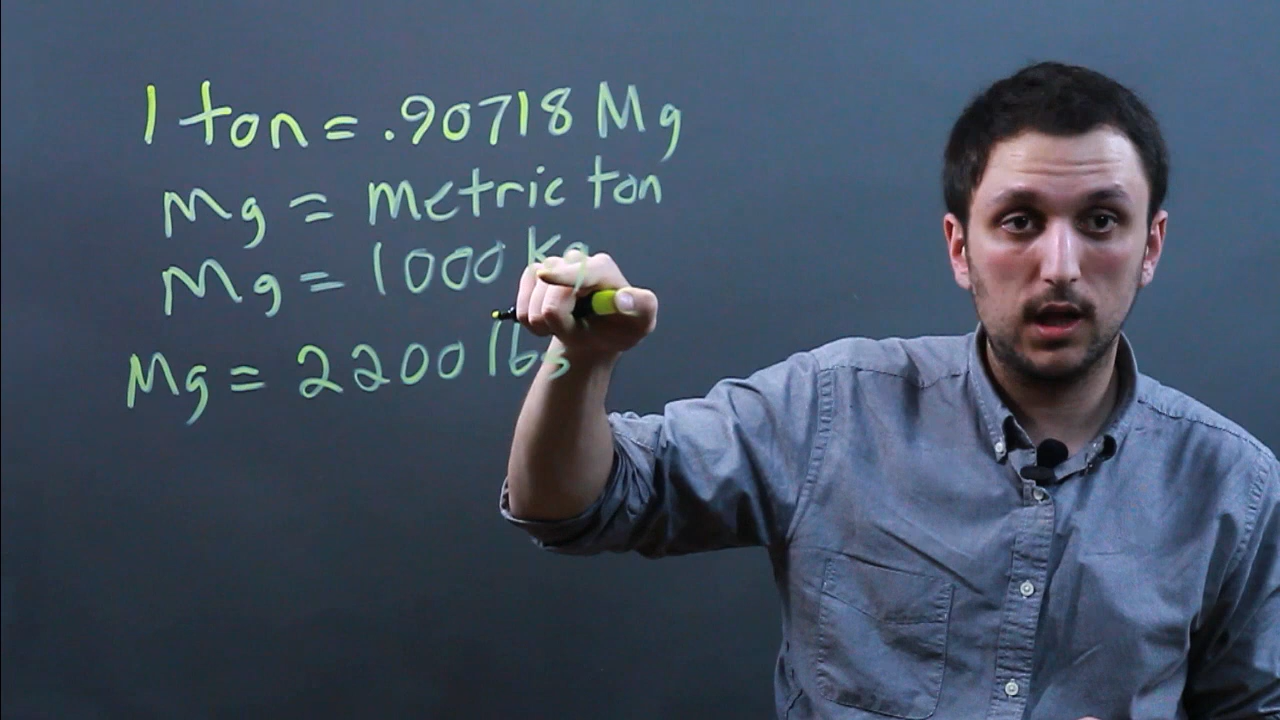 1 ton = .90718 Mg
Mg = metric ton
Mg = 1000 kg
Mg = 2200 lbs